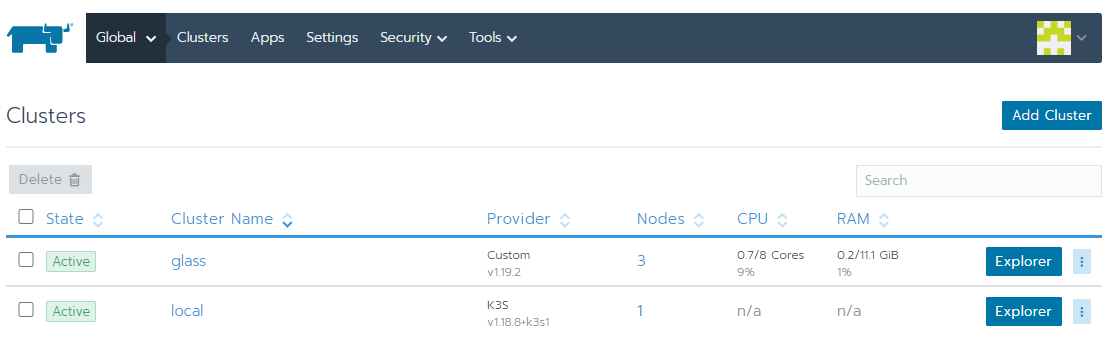 Global Clusters Apps Settings Security Tools
Clusters
Add Cluster
Delete
Search
State Cluster Name Provider Nodes CPU RAM
Active glass Custom 3 0.7/8 Cores 0.2/11.1 GiB Explorer
v1.19.2 9% 1%
Active local K3S 1 n/a n/a Explorer
v1.18.8+k3s1